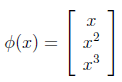 ϕ(x) = [ x
x²
x³ ]